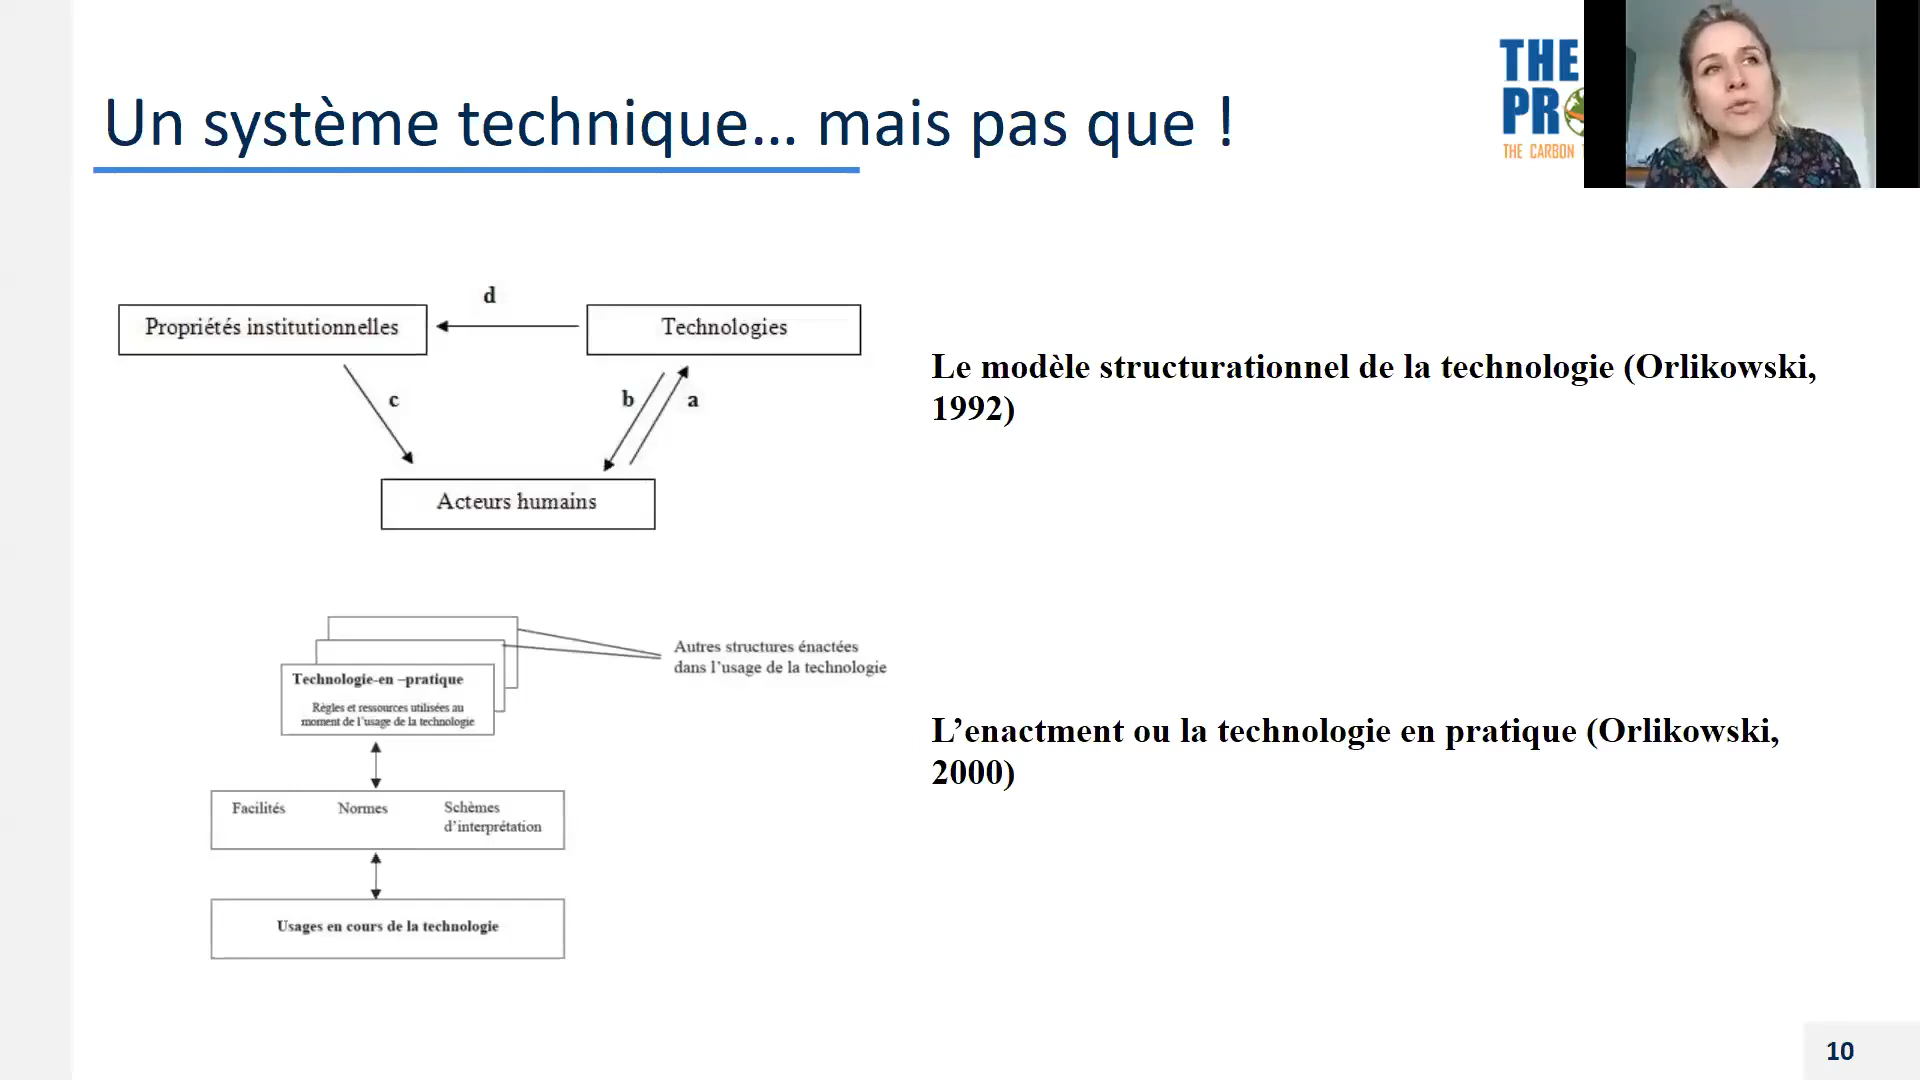 Un système technique... mais pas que !
THE
PR
THE CARBON
d
Propriétés institutionnelles
Technologies
c
b
a
Acteurs humains
Le modèle structurationnel de la technologie (Orlikowski,
1992)
Autres structures énactées
dans l’usage de la technologie
Technologie-en –pratique
Règles et ressources utilisées au
moment de l’usage de la technologie
Facilités
Normes
Schèmes
d’interprétation
Usages en cours de la technologie
L’enactment ou la technologie en pratique (Orlikowski,
2000)
10